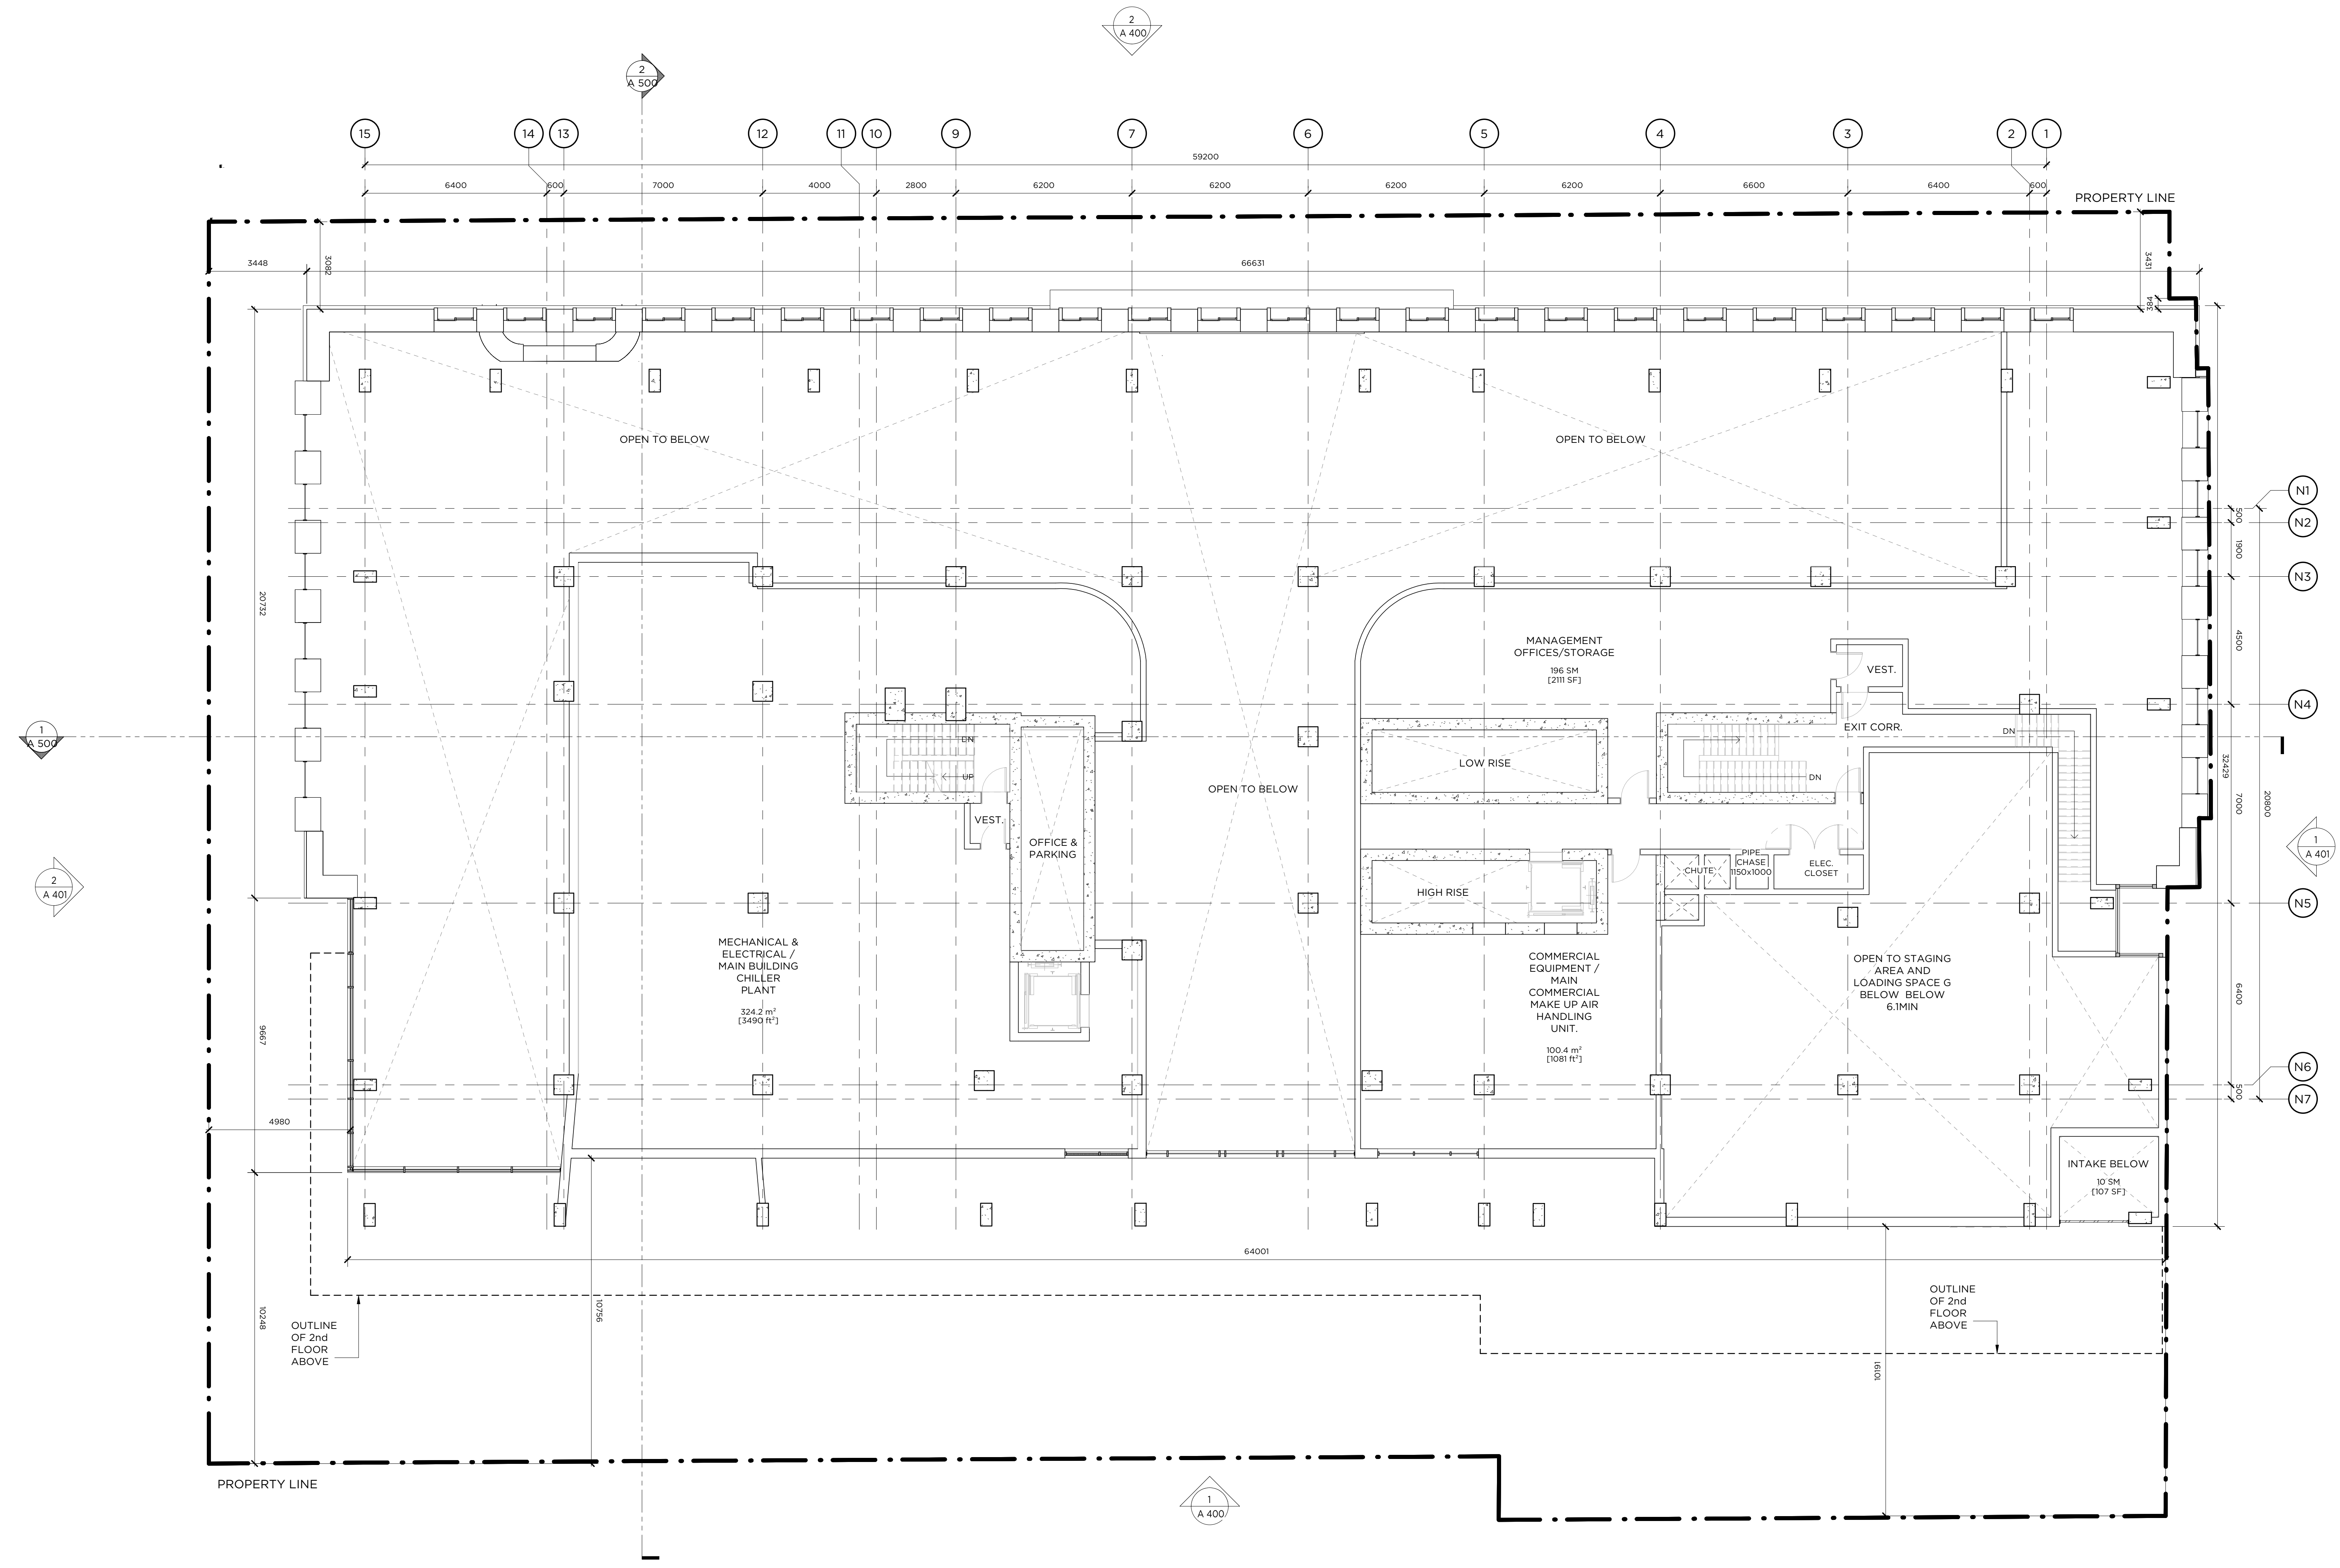 2
A 400
2
A 500
15
14
13
12
11
10
9
7
6
5
4
3
2
1
59200
6400
600
7000
4000
2800
6200
6200
6200
6200
6600
6400
600
PROPERTY LINE
3448
3082
66631
3431
384
OPEN TO BELOW
OPEN TO BELOW
N1
N2
N3
N4
N5
N6
N7
500
1900
4500
7000
6400
500
20800
32429
20732
9667
10248
4980
MANAGEMENT
OFFICES/STORAGE
196 SM
[2111 SF]
VEST.
EXIT CORR.
DN
DN
UP
DN
LOW RISE
1
A 500
OPEN TO BELOW
VEST.
OFFICE &
PARKING
PIPE
CHASE
1150x1000
CHUTE
ELEC.
CLOSET
HIGH RISE
1
A 401
2
A 401
MECHANICAL &
ELECTRICAL /
MAIN BUILDING
CHILLER
PLANT
324.2 m²
[3490 ft²]
COMMERCIAL
EQUIPMENT /
MAIN
COMMERCIAL
MAKE UP AIR
HANDLING
UNIT.
100.4 m²
[1081 ft²]
OPEN TO STAGING
AREA AND
LOADING SPACE G
BELOW BELOW
6.1MIN
INTAKE BELOW
10 SM
[107 SF]
64001
10756
16101
OUTLINE
OF 2nd
FLOOR
ABOVE
OUTLINE
OF 2nd
FLOOR
ABOVE
PROPERTY LINE
1
A 400